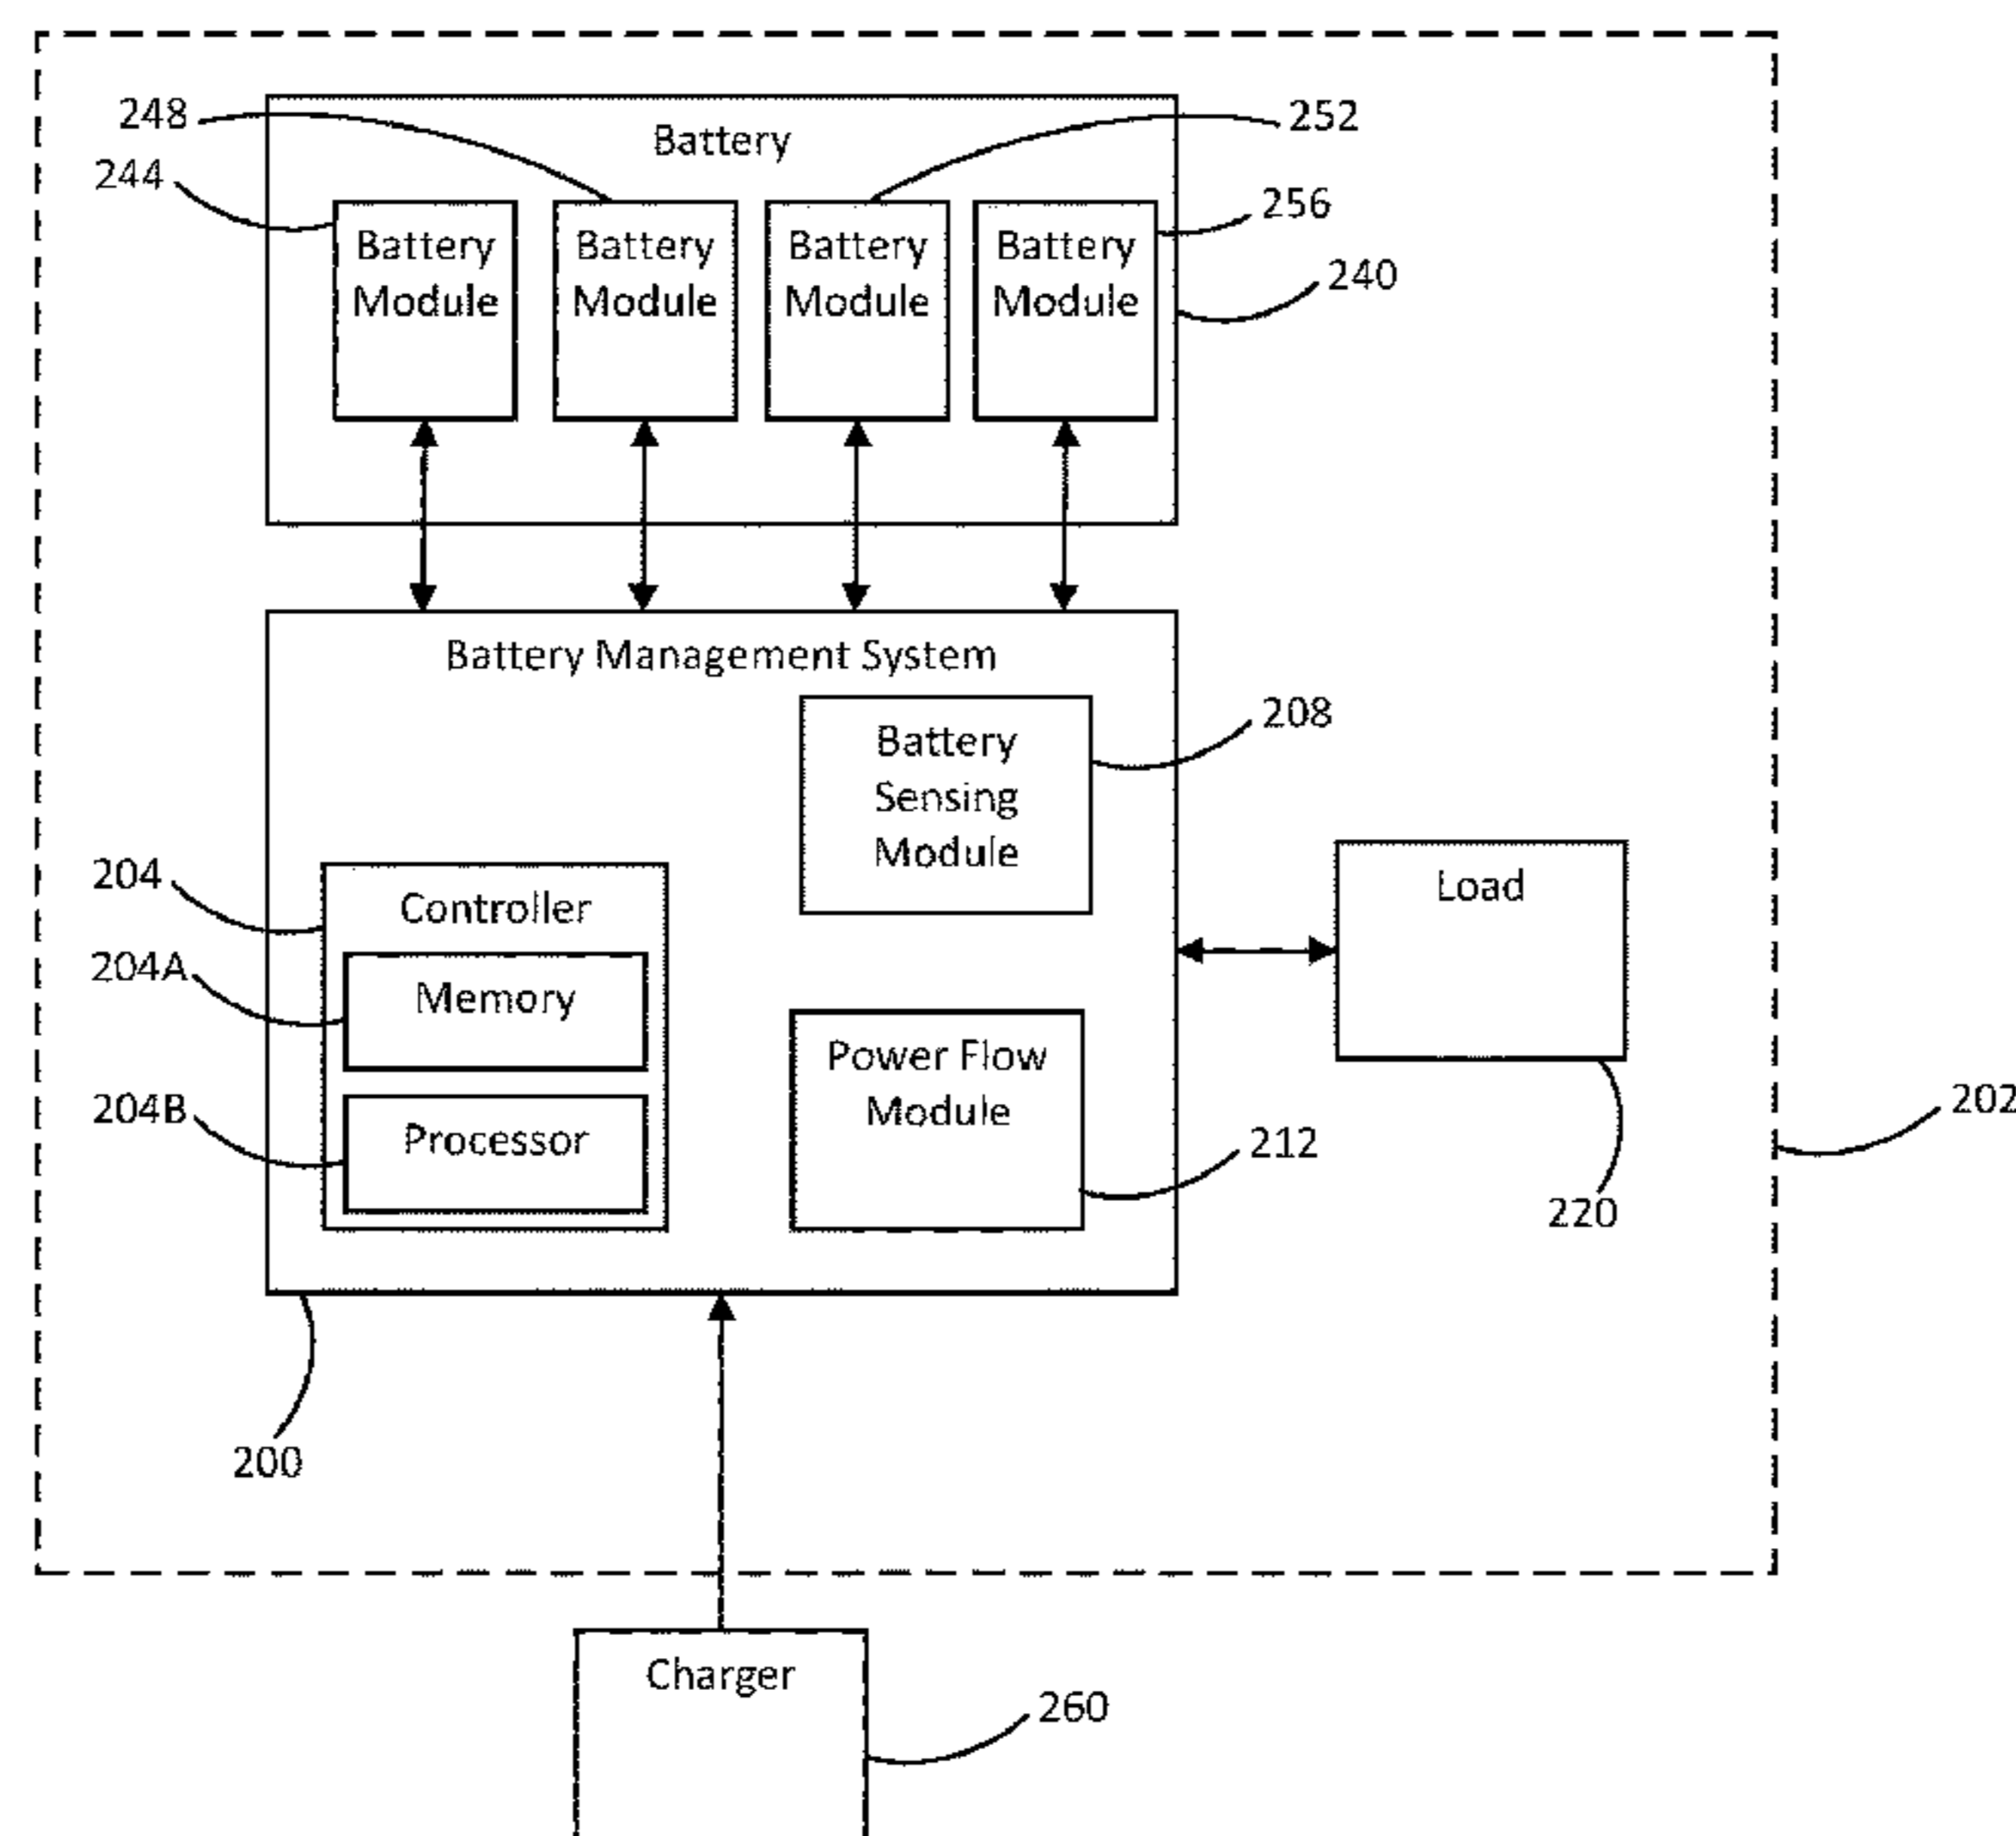 248
Battery
252
244
256
Battery
Module
Battery
Module
Battery
Module
Battery
Module
240
Battery Management System
208
Battery
Sensing
Module
204
Controller
Load
204A
Memory
Power Flow
Module
204B
Processor
212
202
220
200
Charger
260